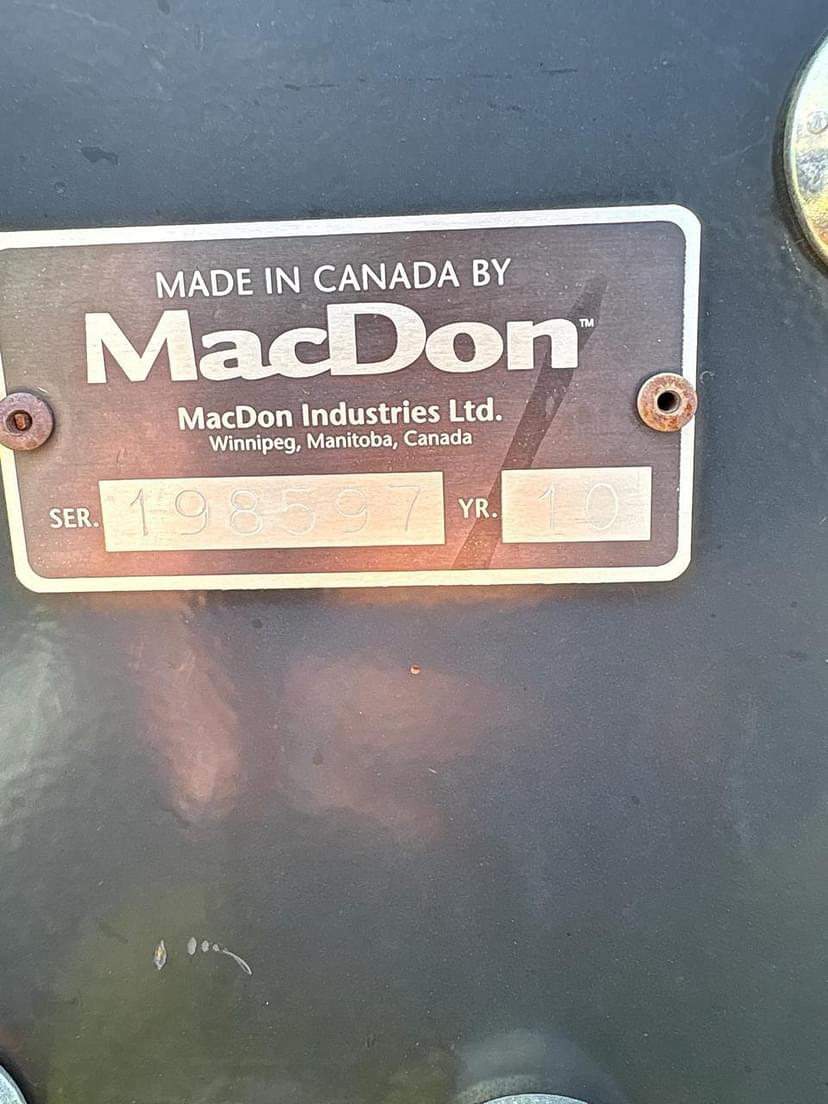 MADE IN CANADA BY
MacDon™
MacDon Industries Ltd.
Winnipeg, Manitoba, Canada
SER. 198597 YR. 10